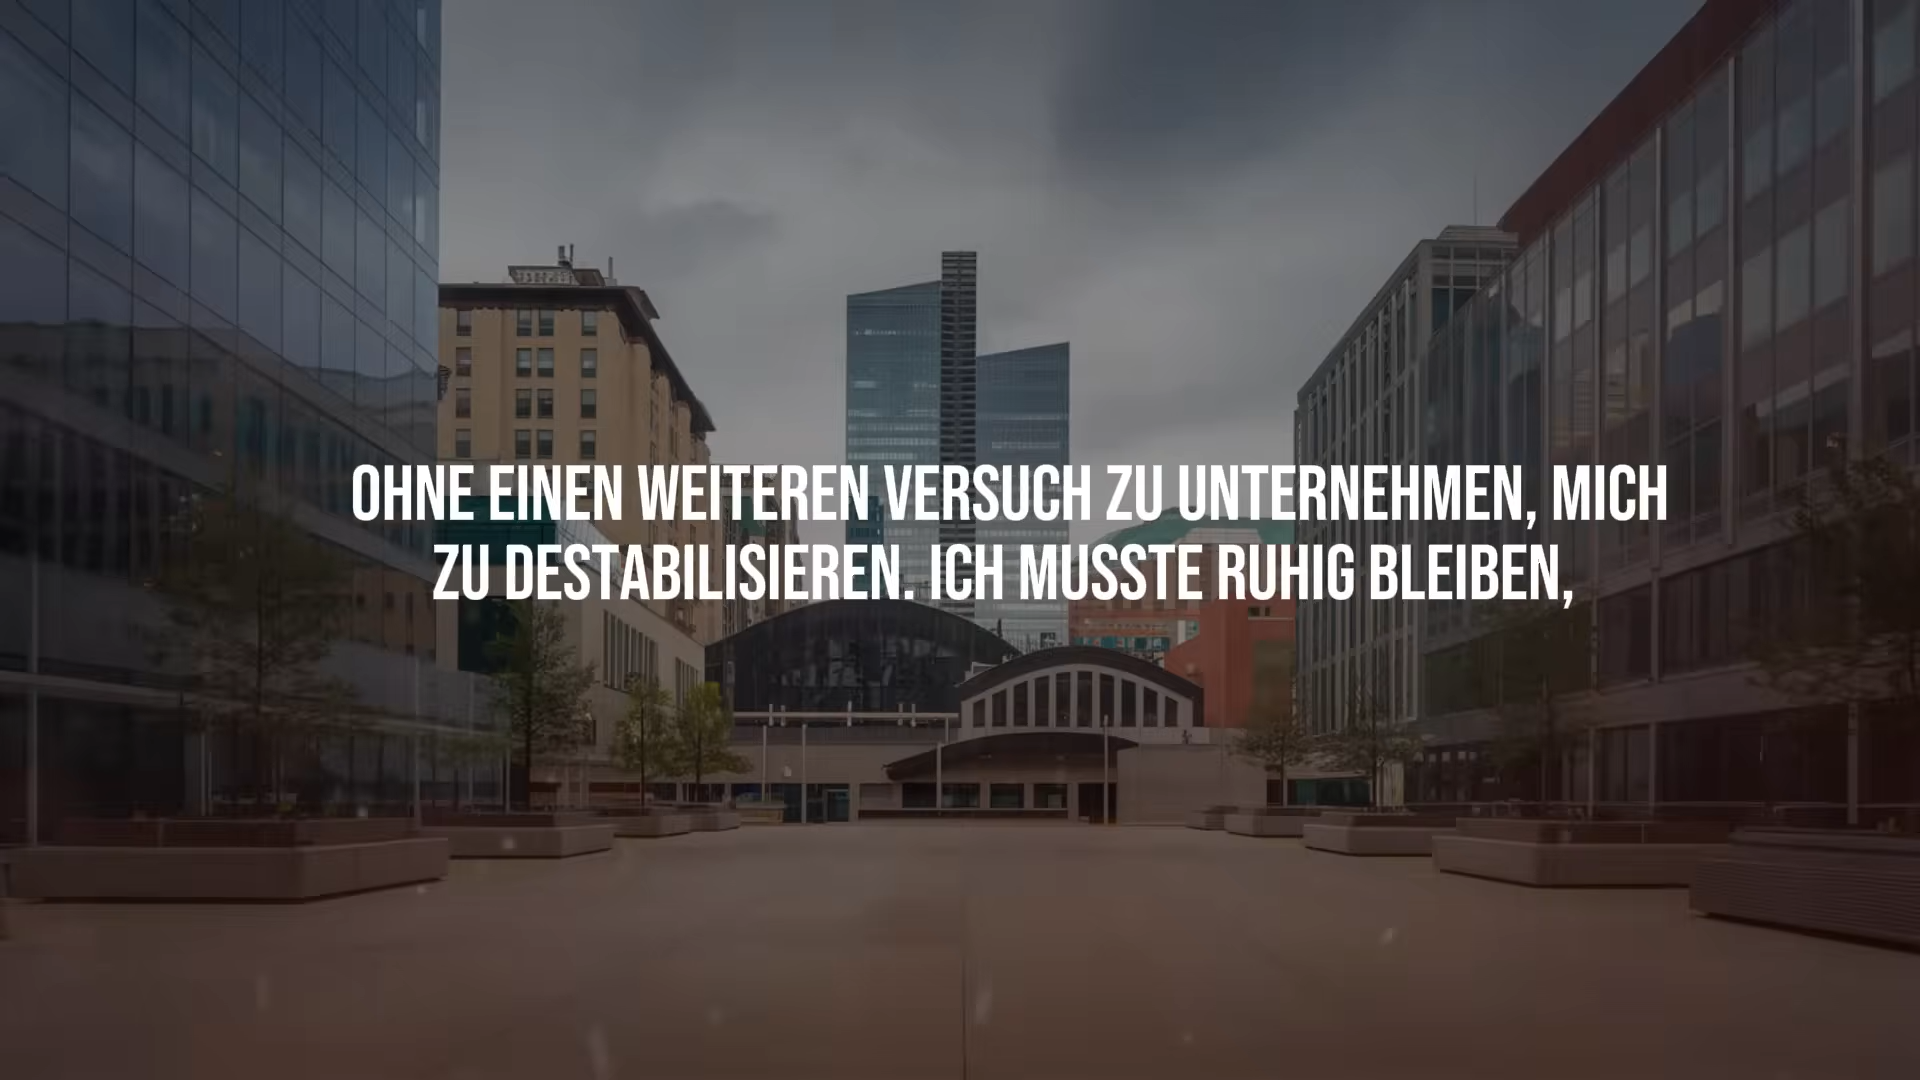 OHNE EINEN WEITEREN VERSUCH ZU UNTERNEHMEN, MICH
ZU DESTABILISIEREN. ICH MUSSTE RUHIG BLEIBEN,